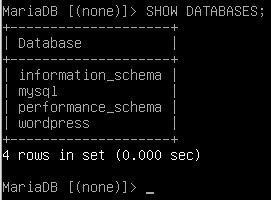 MariaDB [(none)]> SHOW DATABASES;
+--------------------+
| Database           |
+--------------------+
| information_schema |
| mysql              |
| performance_schema |
| wordpress          |
+--------------------+
4 rows in set (0.000 sec)
MariaDB [(none)]> _